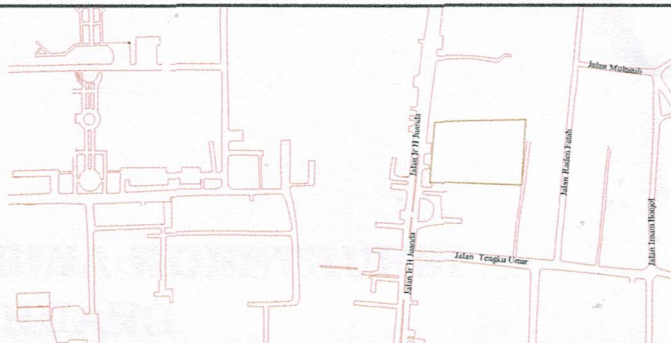 Jalan Multatuli
Jalan Ir H Juanda
Jalan Raden Fatah
Jalan Imam Bonjol
Jalan Ir H Juanda
Jalan Tengku Umar